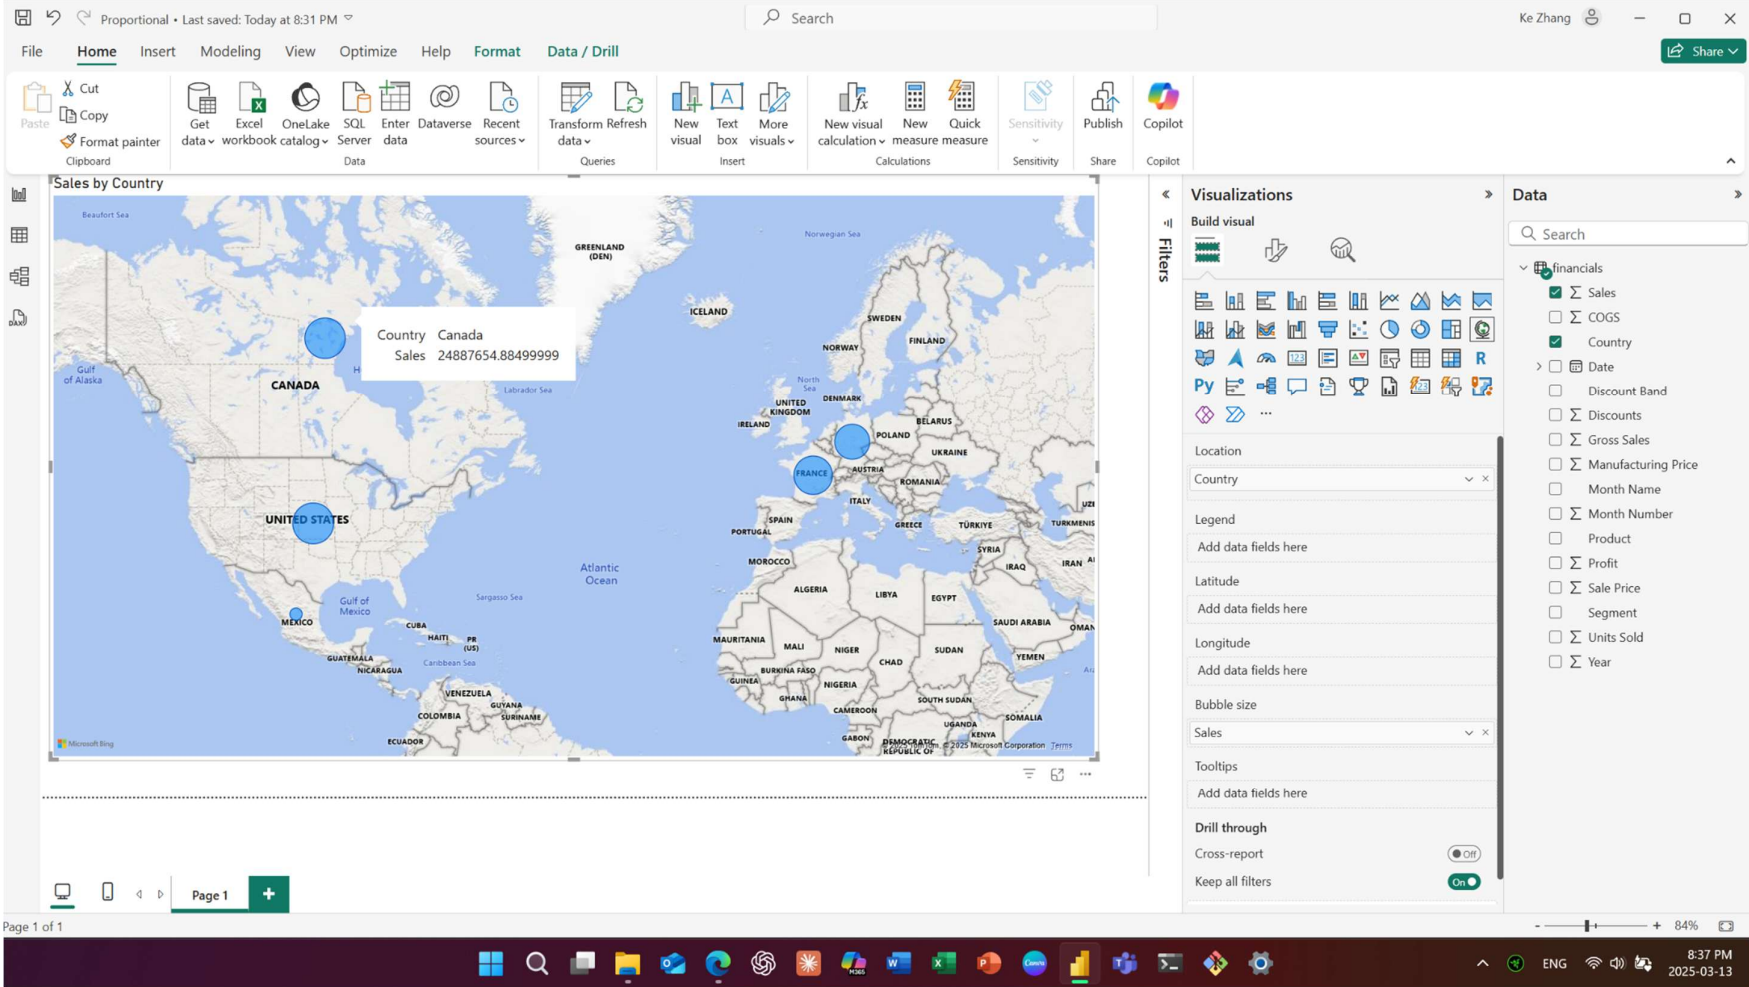 Proportional • Last saved: Today at 8:31 PM
Search
Ke Zhang
File Home Insert Modeling View Optimize Help Format Data / Drill
Share
Paste
Cut
Copy
Format painter
Clipboard
Get data
Excel workbook
OneLake catalog
SQL Server
Enter data
Dataverse
Recent sources
Data
Transform data
Refresh
Queries
New visual
Text box
More visuals
Insert
New visual calculation
New measure
Quick measure
Calculations
Sensitivity
Sensitivity
Publish
Share
Copilot
Copilot
Sales by Country
Beaufort Sea
Norwegian Sea
GREENLAND
(DEN)
ICELAND
SWEDEN
FINLAND
NORWAY
Country Canada
Sales 24887654.88499999
Gulf
of Alaska
CANADA
H
Labrador Sea
North
Sea
DENMARK
UNITED
KINGDOM
IRELAND
BELARUS
POLAND
UKRAINE
FRANCE
AUSTRIA
ROMANIA
ITALY
UZE
UNITED STATES
SPAIN
PORTUGAL
GREECE
TÜRKIYE
TURKMENIS
SYRIA
IRAQ
IRAN
Atlantic
Ocean
MOROCCO
ALGERIA
LIBYA
EGYPT
Sargasso Sea
Gulf of
Mexico
MEXICO
CUBA
HAITI
PR
(US)
SAUDI ARABIA
OMAN
MAURITANIA
MALI
NIGER
SUDAN
YEMEN
GUATEMALA
NICARAGUA
Caribbean Sea
BURKINA FASO
CHAD
GUINEA
NIGERIA
VENEZUELA
GUYANA
SURINAME
GHANA
SOUTH SUDAN
CAMEROON
COLOMBIA
SOMALIA
UGANDA
KENYA
ECUADOR
GABON
DEMOCRATIC
REPUBLIC OF
Microsoft Bing
© 2025 TomTom, © 2025 Microsoft Corporation Terms
Filters
Visualizations
Build visual
123
R
Py
Location
Country
Legend
Add data fields here
Latitude
Add data fields here
Longitude
Add data fields here
Bubble size
Sales
Tooltips
Add data fields here
Drill through
Cross-report
Off
Keep all filters
On
Data
Search
financials
Sales
COGS
Country
Date
Discount Band
Discounts
Gross Sales
Manufacturing Price
Month Name
Month Number
Product
Profit
Sale Price
Segment
Units Sold
Year
Page 1
Page 1 of 1
84%
ENG
8:37 PM
2025-03-13